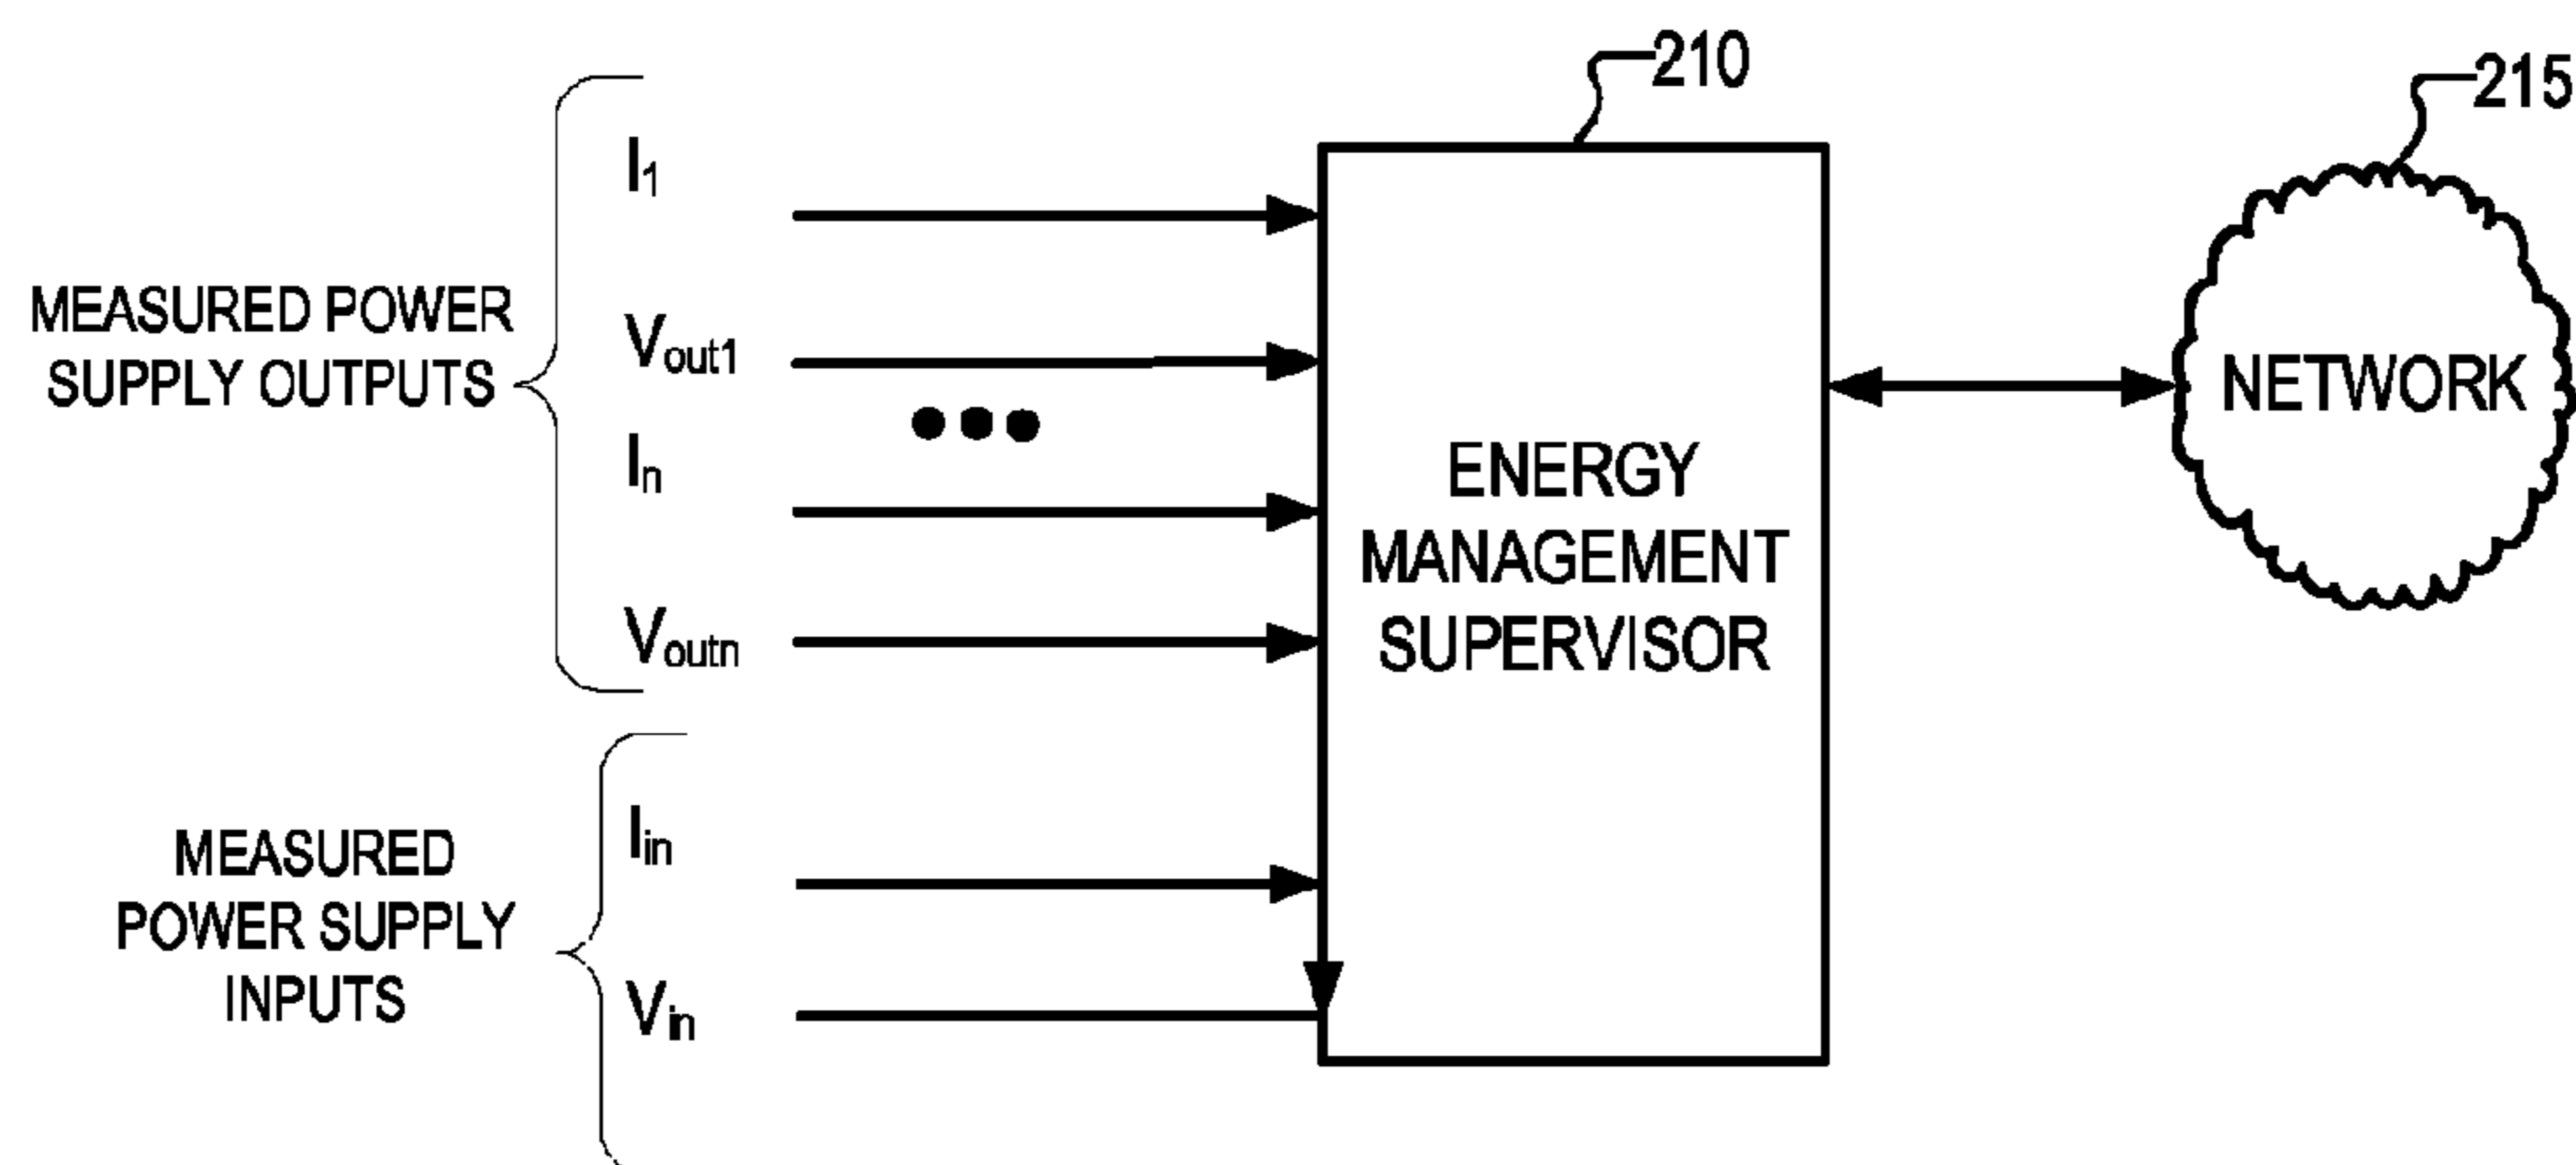 210
215
MEASURED POWER
SUPPLY OUTPUTS
I1
Vout1
In
Voutn
ENERGY
MANAGEMENT
SUPERVISOR
NETWORK
MEASURED
POWER SUPPLY
INPUTS
Iin
Vin